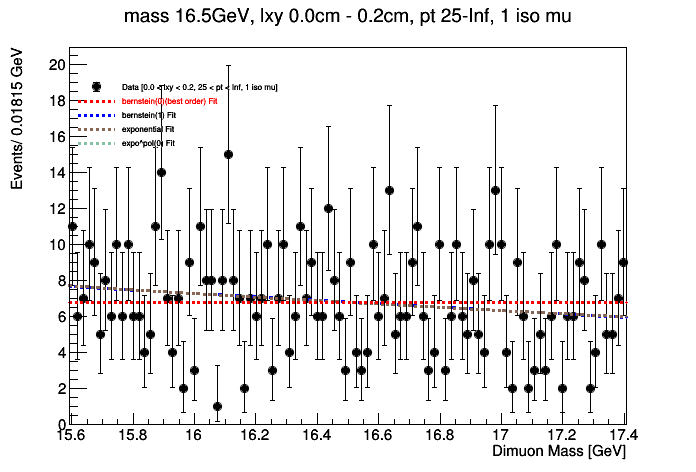 mass 16.5GeV, lxy 0.0cm - 0.2cm, pt 25-Inf, 1 iso mu
Events/ 0.01815 GeV
20
18
16
14
12
10
8
6
4
2
0
Data [0.0 < lxy < 0.2, 25 < pt < Inf, 1 iso mu]
bernstein(0)(best order) Fit
bernstein(1) Fit
exponential Fit
expo*pol(0) Fit
15.6 15.8 16 16.2 16.4 16.6 16.8 17 17.2 17.4
Dimuon Mass [GeV]